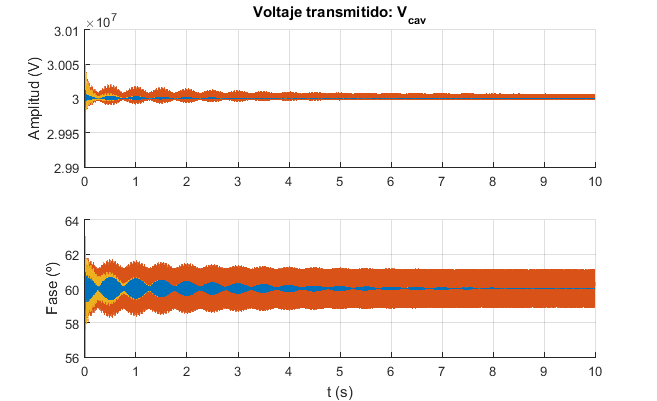 Voltaje transmitido: V_cav
×10^7
3.01
3.005
3
2.995
2.99
Amplitud (V)
0 1 2 3 4 5 6 7 8 9 10
64
62
60
58
56
Fase (º)
0 1 2 3 4 5 6 7 8 9 10
t (s)